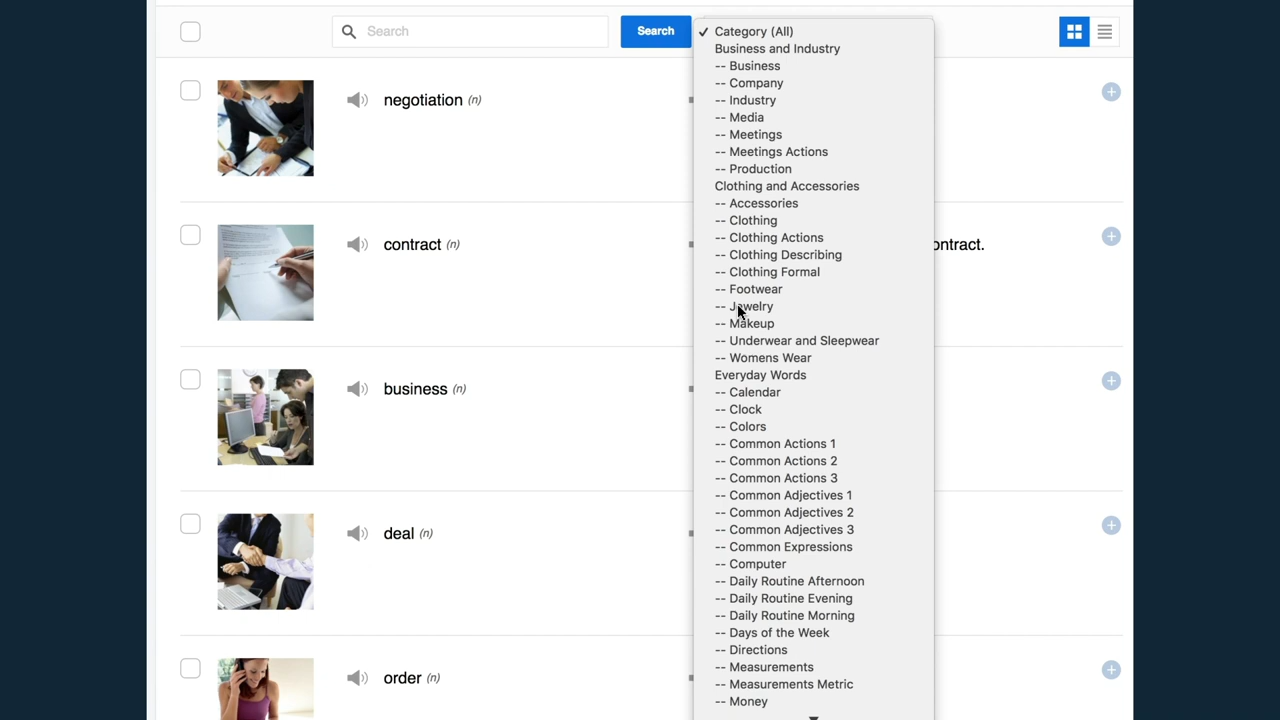 Search
Search
✓ Category (All)
Business and Industry
-- Business
-- Company
-- Industry
-- Media
-- Meetings
-- Meetings Actions
-- Production
Clothing and Accessories
-- Accessories
-- Clothing
-- Clothing Actions
-- Clothing Describing
-- Clothing Formal
-- Footwear
-- Jewelry
-- Makeup
-- Underwear and Sleepwear
-- Womens Wear
Everyday Words
-- Calendar
-- Clock
-- Colors
-- Common Actions 1
-- Common Actions 2
-- Common Actions 3
-- Common Adjectives 1
-- Common Adjectives 2
-- Common Adjectives 3
-- Common Expressions
-- Computer
-- Daily Routine Afternoon
-- Daily Routine Evening
-- Daily Routine Morning
-- Days of the Week
-- Directions
-- Measurements
-- Measurements Metric
-- Money
negotiation (n)
contract (n)
ontract.
business (n)
deal (n)
order (n)